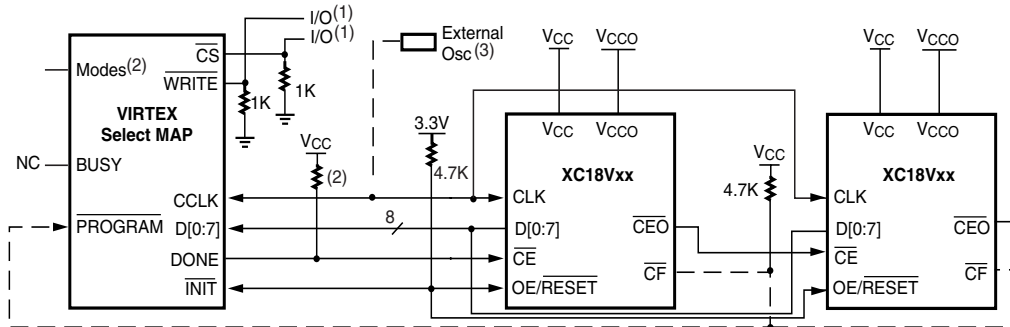 I/O(1)
I/O(1)
External
Osc (3)
VCC
VCCO
VCC
VCCO
CS
Modes(2)
WRITE
1K
1K
VIRTEX
Select MAP
3.3V
VCC
VCCO
VCC
VCCO
VCC
VCC
NC
BUSY
(2)
4.7K
XC18Vxx
4.7K
XC18Vxx
CCLK
CLK
CLK
PROGRAM
D[0:7]
8
D[0:7]
CEO
D[0:7]
CEO
DONE
CE
CF
CE
CF
INIT
OE/RESET
OE/RESET